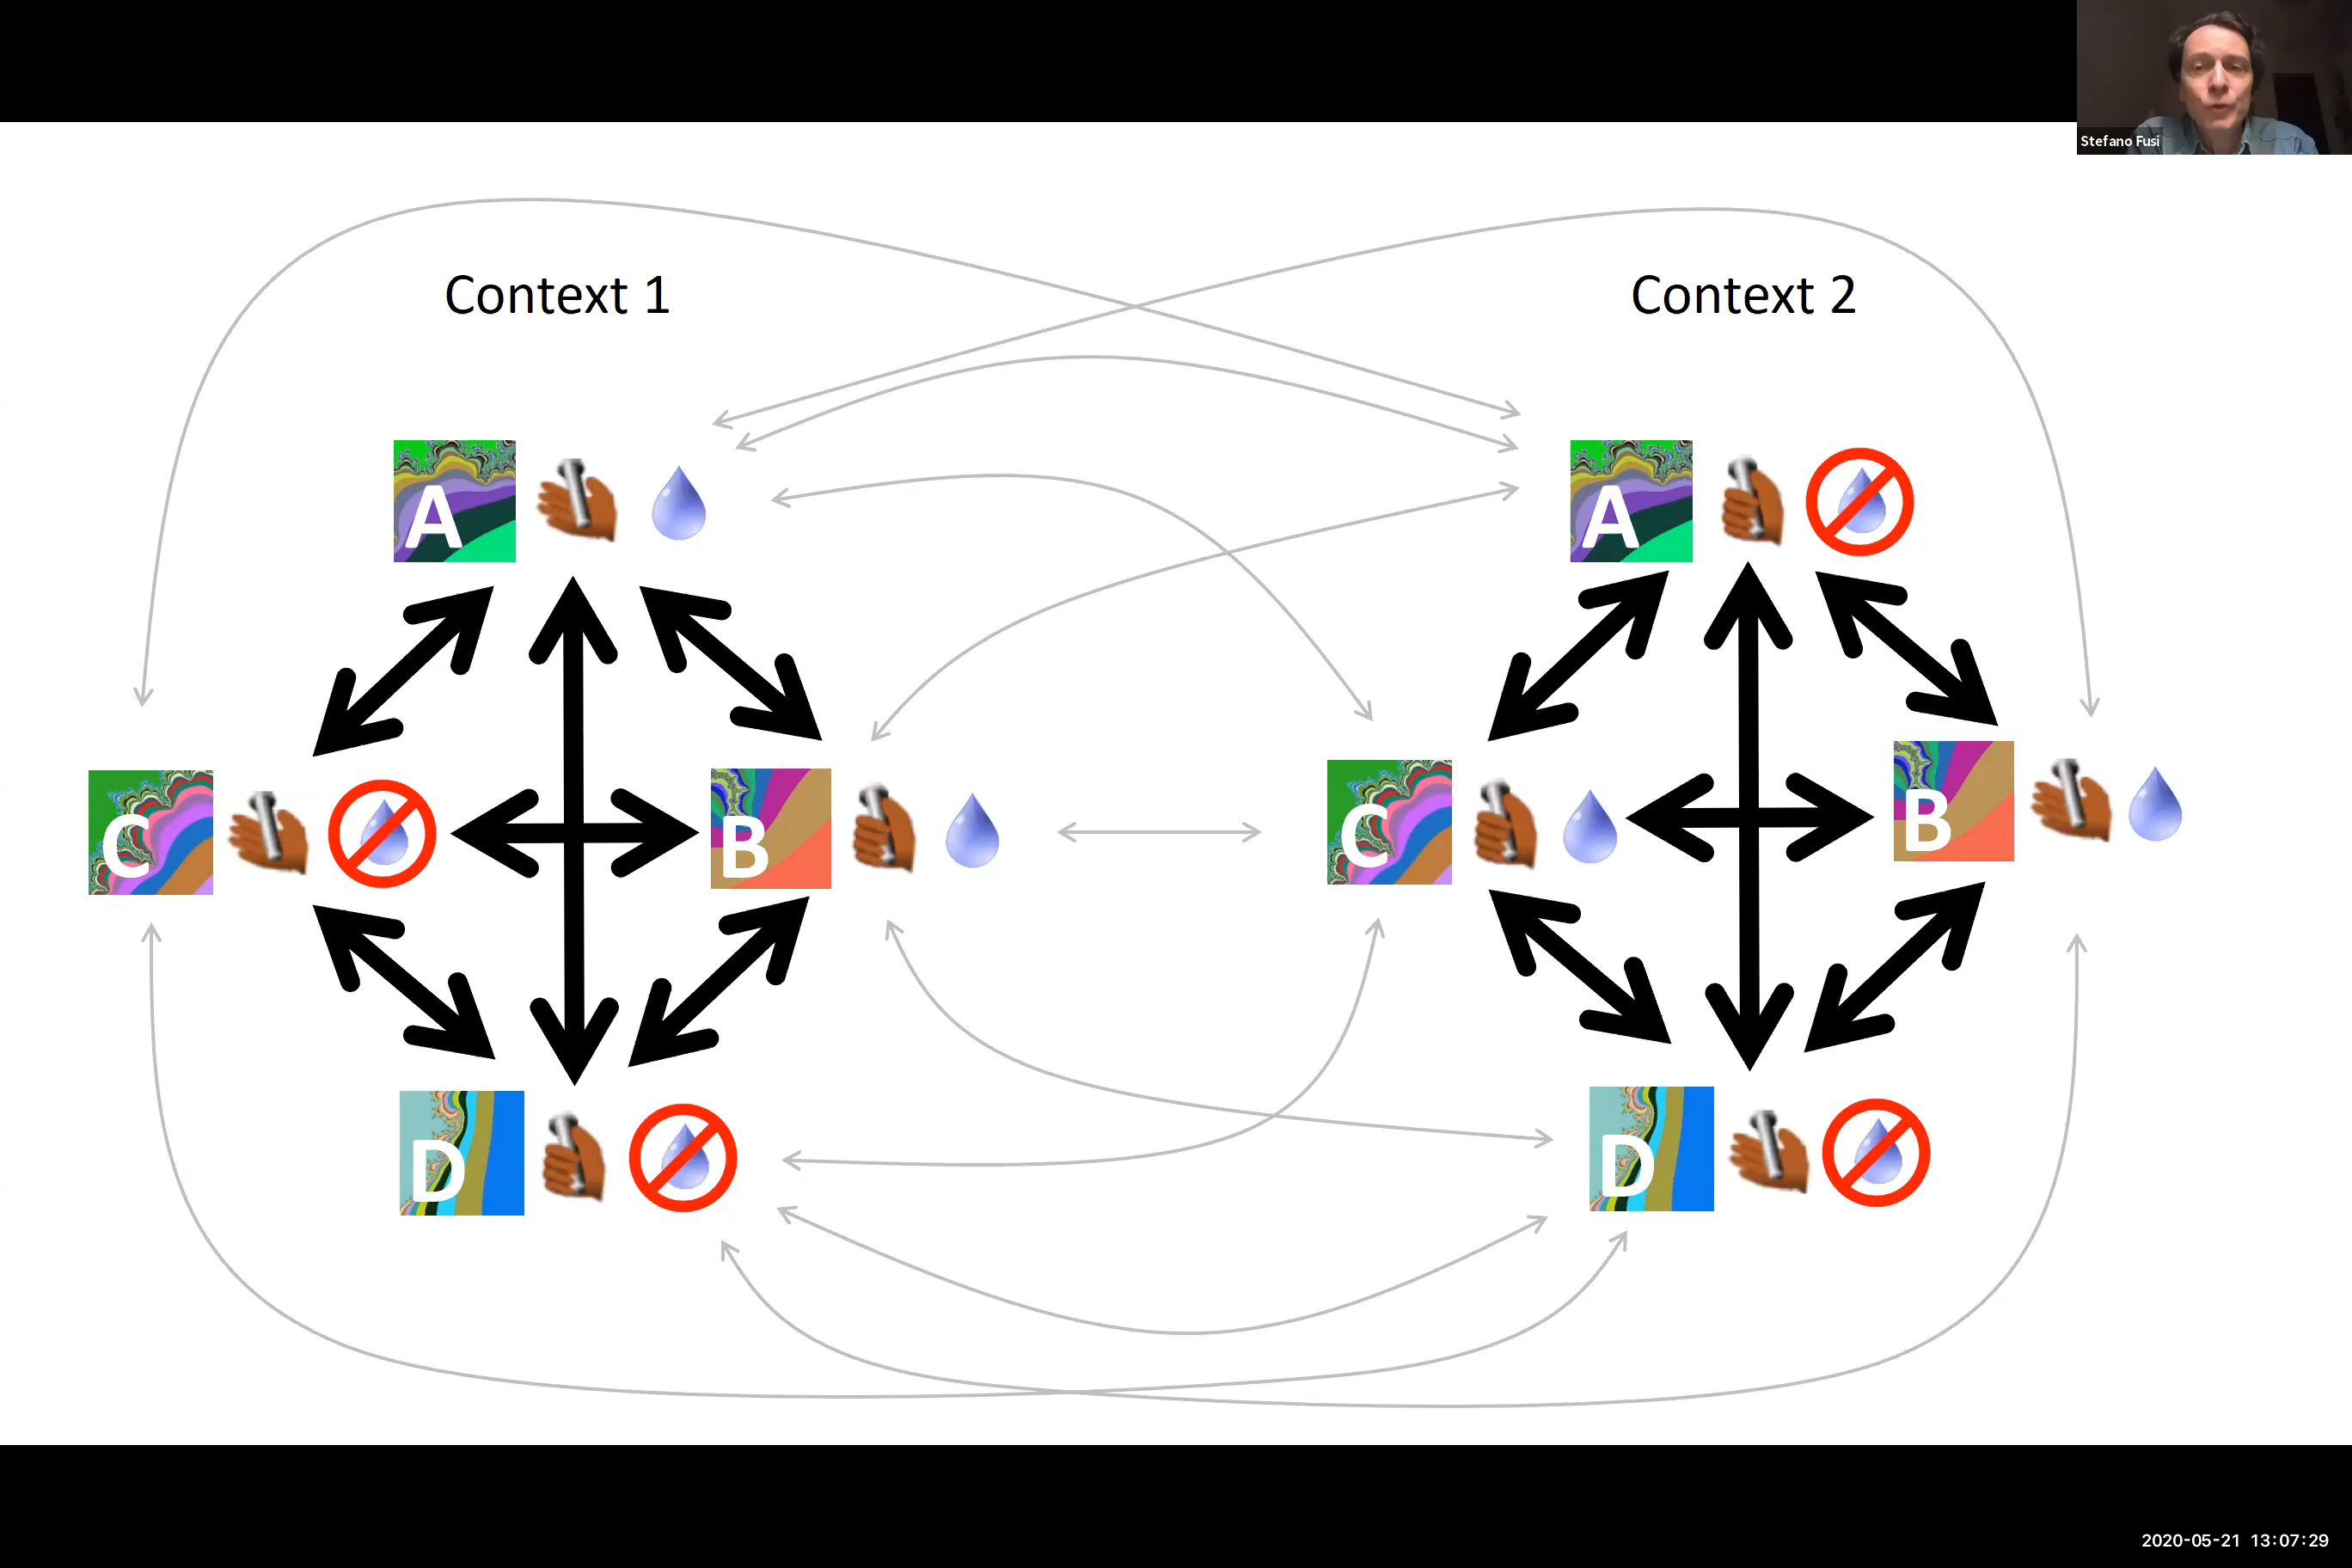 Stefano Fusi
Context 1
Context 2
A
A
C
B
C
B
D
D
2020-05-21 13:07:29